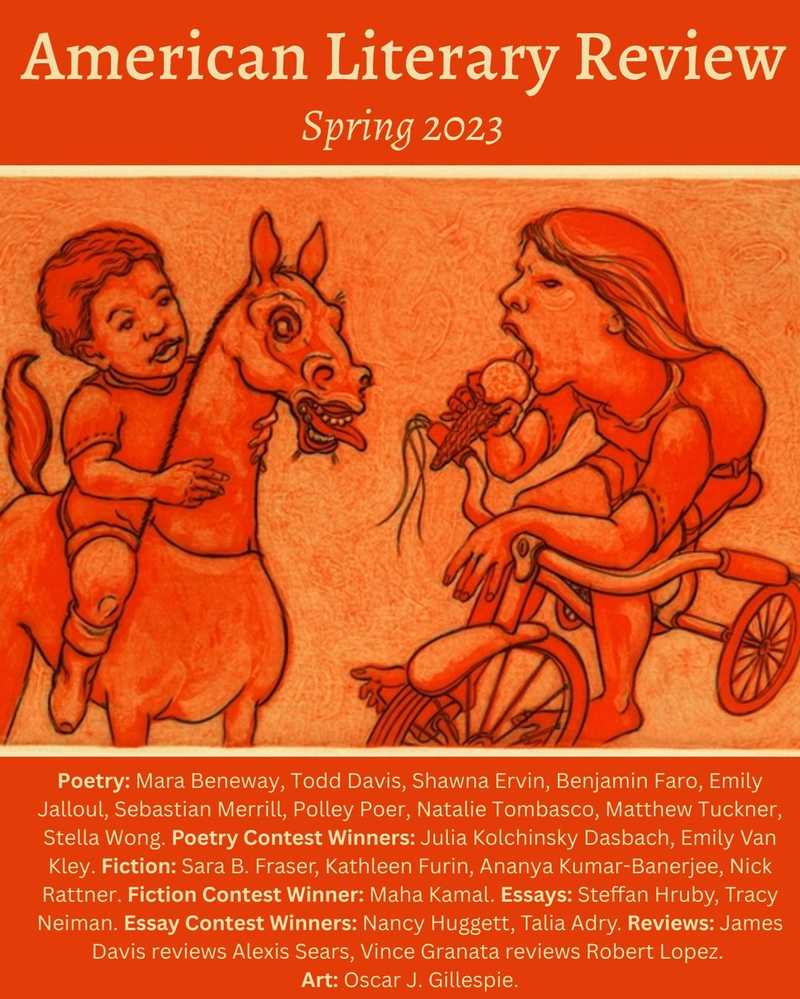 American Literary Review
Spring 2023
Poetry: Mara Beneway, Todd Davis, Shawna Ervin, Benjamin Faro, Emily
Jalloul, Sebastian Merrill, Polley Poer, Natalie Tombasco, Matthew Tuckner,
Stella Wong. Poetry Contest Winners: Julia Kolchinsky Dasbach, Emily Van
Kley. Fiction: Sara B. Fraser, Kathleen Furin, Ananya Kumar-Banerjee, Nick
Rattner. Fiction Contest Winner: Maha Kamal. Essays: Steffan Hruby, Tracy
Neiman. Essay Contest Winners: Nancy Huggett, Talia Adry. Reviews: James
Davis reviews Alexis Sears, Vince Granata reviews Robert Lopez.
Art: Oscar J. Gillespie.